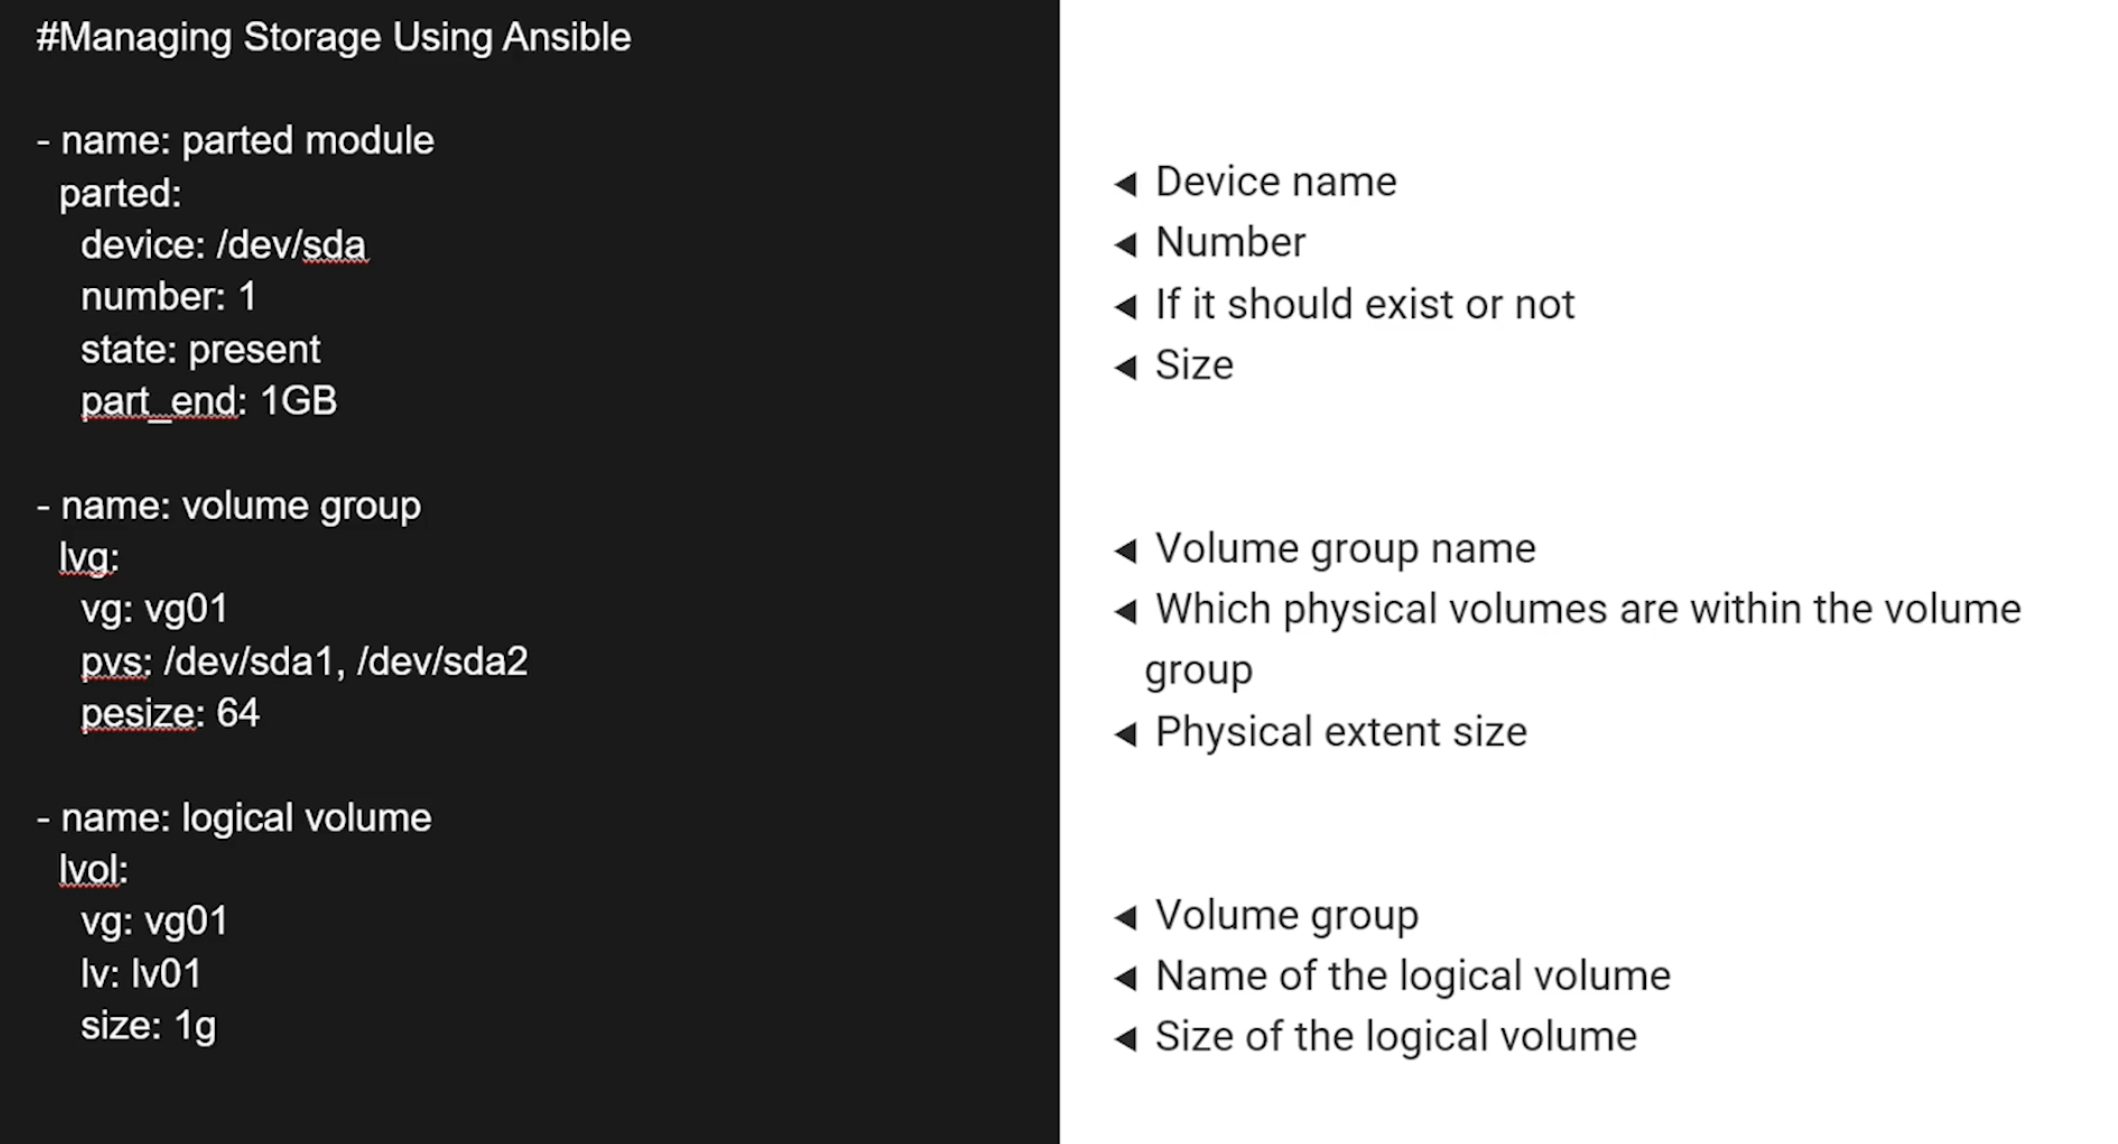 #Managing Storage Using Ansible
- name: parted module
parted:
device: /dev/sda
number: 1
state: present
part_end: 1GB
- name: volume group
lvg:
vg: vg01
pvs: /dev/sda1, /dev/sda2
pesize: 64
- name: logical volume
lvol:
vg: vg01
lv: lv01
size: 1g
◄ Device name
◄ Number
◄ If it should exist or not
◄ Size
◄ Volume group name
◄ Which physical volumes are within the volume
group
◄ Physical extent size
◄ Volume group
◄ Name of the logical volume
◄ Size of the logical volume